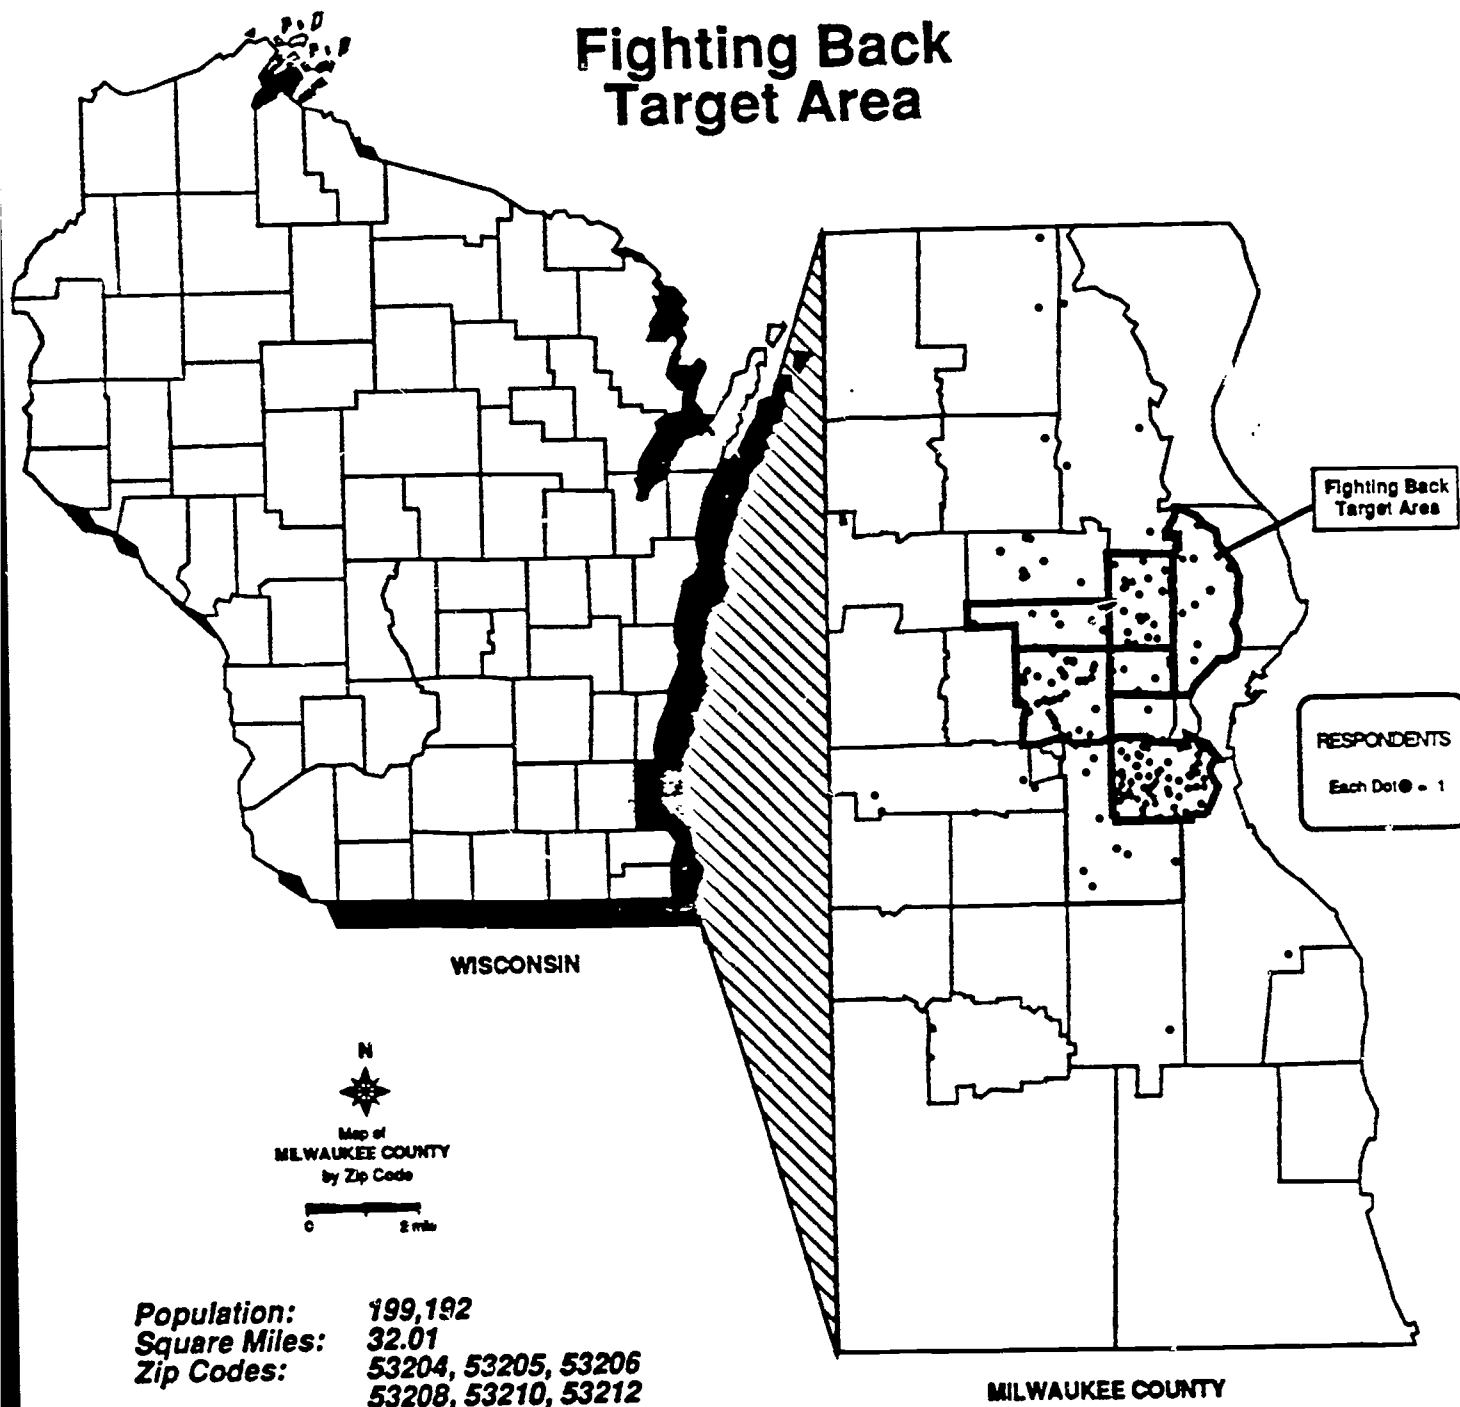 Fighting Back
Target Area
Fighting Back
Target Area
RESPONDENTS
Each Dot = 1
WISCONSIN
N
Map of
MILWAUKEE COUNTY
by Zip Code
0 2 mile
Population: 199,192
Square Miles: 32.01
Zip Codes: 53204, 53205, 53206
53208, 53210, 53212
MILWAUKEE COUNTY